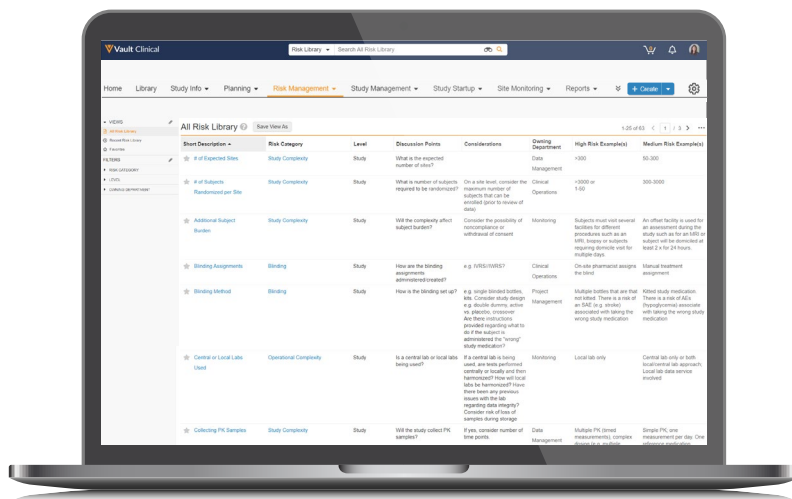 Vault Clinical
Risk Library
Search All Risk Library
Home Library Study Info Planning Risk Management Study Management Study Startup Site Monitoring Reports + Create
VIEWS
All Risk Library
Recent Risk Library
Favorites
FILTERS
RISK CATEGORY
LEVEL
OWNING DEPARTMENT
All Risk Library Save View As 1-25 of 63 1 / 3
Short Description Risk Category Level Discussion Points Considerations Owning Department High Risk Example(s) Medium Risk Example(s)
# of Expected Sites Study Complexity Study What is the expected number of sites? Data Management >300 50-300
# of Subjects Randomized per Site Study Complexity Study What is number of subjects required to be randomized? On a site level, consider the maximum number of subjects that can be enrolled (prior to review of data) Clinical Operations >3000 or 1-50 300-3000
Additional Subject Burden Study Complexity Study Will the complexity affect subject burden? Consider the possibility of noncompliance or withdrawal of consent Monitoring Subjects must visit several facilities for different procedures such as an MRI, biopsy or subjects requiring domicile visit for multiple days. An offset facility is used for an assessment during the study such as for an MRI or subject will be domiciled at least 2 x for 24 hours.
Blinding Assignments Blinding Study How are the blinding assignments administered/created? e.g. IVRS/IWRS? Clinical Operations On-site pharmacist assigns the blind Manual treatment assignment
Blinding Method Blinding Study How is the blinding set up? e.g. single blinded bottles, kits. Consider study design e.g. double dummy, active vs. placebo, crossover Are there instructions provided regarding what to do if the subject is administered the "wrong" study medication? Project Management Multiple bottles that are that not kitted. There is a risk of an SAE (e.g. stroke) associated with taking the wrong study medication Kitted study medication There is a risk of AEs (hypoglycemia) associate with taking the wrong study medication
Central or Local Labs Used Operational Complexity Study Is a central lab or local labs being used? If a central lab is being used, are tests performed centrally or locally and then harmonized? How will local labs be harmonized? Have there been any previous issues with the lab regarding data integrity? Consider risk of loss of samples during storage Monitoring Local lab only Central lab only or both local/central lab approach, Local lab data service involved
Collecting PK Samples Study Complexity Study Will the study collect PK samples? If yes, consider number of time points. Data Management Multiple PK (timed measurements), complex Simple PK, one measurement per day. One